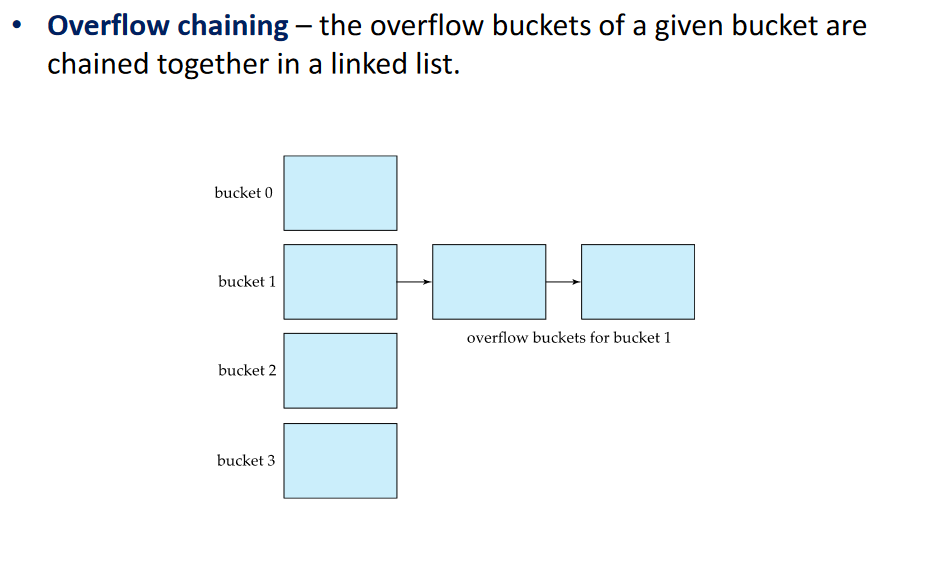 • Overflow chaining – the overflow buckets of a given bucket are
chained together in a linked list.
bucket 0
bucket 1
overflow buckets for bucket 1
bucket 2
bucket 3